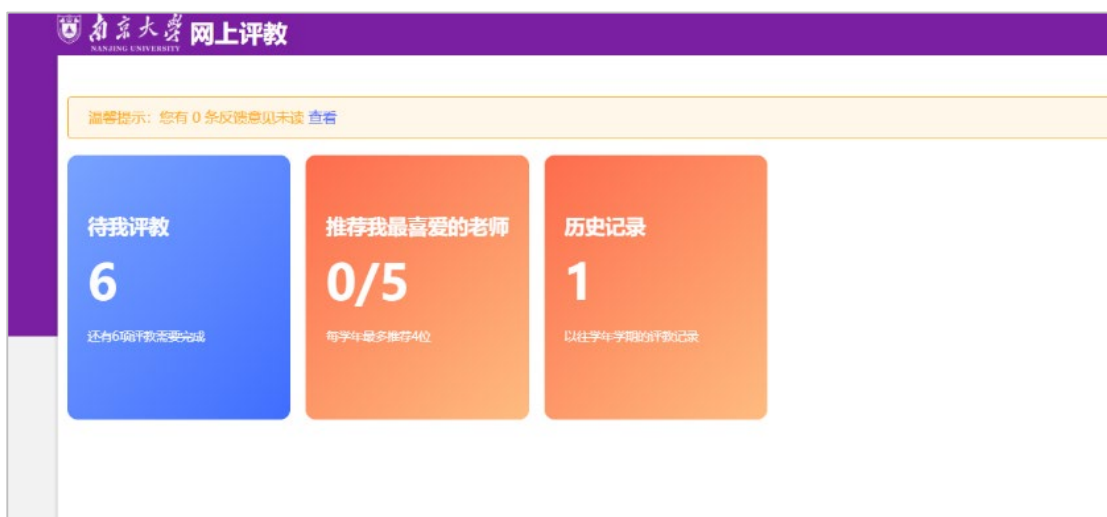 南京大学 网上评教
NANJING UNIVERSITY
温馨提示：您有 0 条反馈意见未读 查看
待我评教
6
还有6项评教需要完成
推荐我最喜爱的老师
0/5
每学年最多推荐4位
历史记录
1
以往学年学期的评教记录